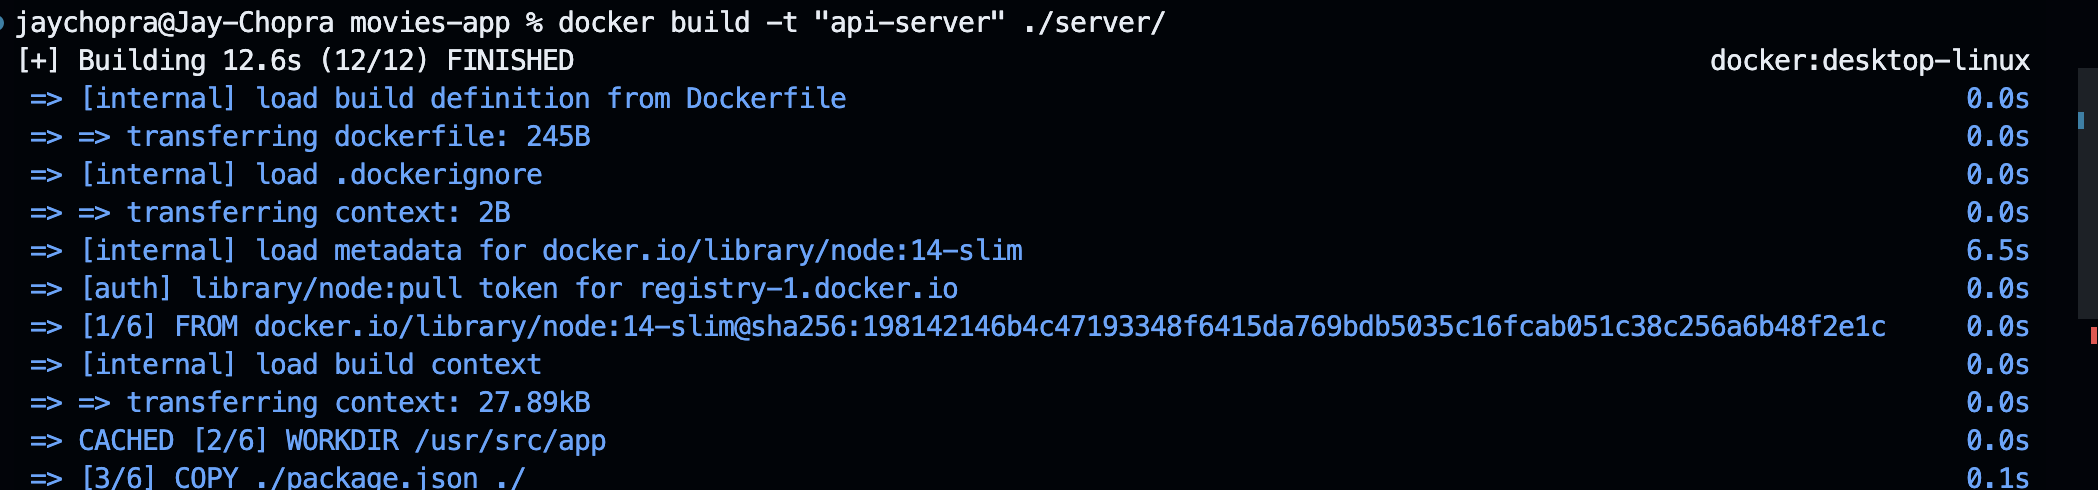 jaychopra@Jay-Chopra movies-app % docker build -t "api-server" ./server/
[+] Building 12.6s (12/12) FINISHED docker:desktop-linux
=> [internal] load build definition from Dockerfile 0.0s
=> => transferring dockerfile: 245B 0.0s
=> [internal] load .dockerignore 0.0s
=> => transferring context: 2B 0.0s
=> [internal] load metadata for docker.io/library/node:14-slim 6.5s
=> [auth] library/node:pull token for registry-1.docker.io 0.0s
=> [1/6] FROM docker.io/library/node:14-slim@sha256:198142146b4c47193348f6415da769bdb5035c16fcab051c38c256a6b48f2e1c 0.0s
=> [internal] load build context 0.0s
=> => transferring context: 27.89kB 0.0s
=> CACHED [2/6] WORKDIR /usr/src/app 0.0s
=> [3/6] COPY ./package.json ./ 0.1s